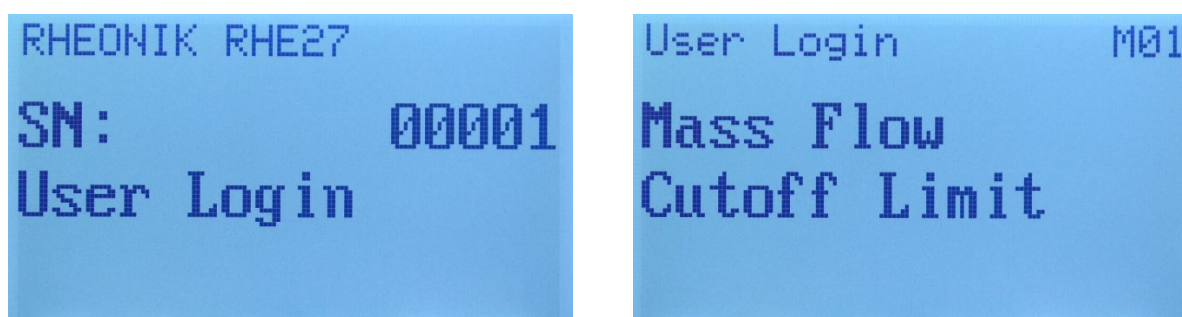 RHEONIK RHE27
SN: 00001
User Login
User Login M01
Mass Flow
Cutoff Limit